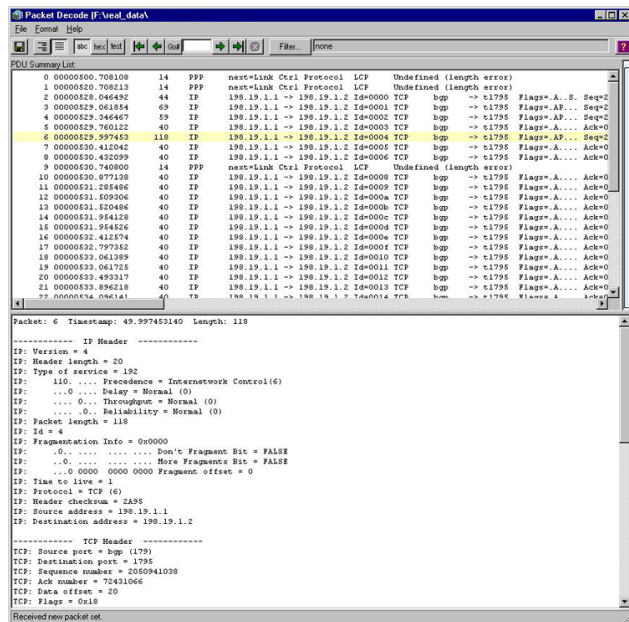 Packet Decode [F:\real_data\
File Format Help
abc hex text Go# Filter... none ?
PDU Summary List:
0 00000500.708108 14 PPP next=Link Ctrl Protocol LCP Undefined (length error)
1 00000520.708213 14 PPP next=Link Ctrl Protocol LCP Undefined (length error)
2 00000528.046492 44 IP 198.19.1.1 -> 198.19.1.2 Id=0000 TCP bgp -> t1795 Flags=.A..S. Seq=2
3 00000529.061854 69 IP 198.19.1.1 -> 198.19.1.2 Id=0001 TCP bgp -> t1795 Flags=.AP... Seq=2
4 00000529.346467 59 IP 198.19.1.1 -> 198.19.1.2 Id=0002 TCP bgp -> t1795 Flags=.AP... Seq=2
5 00000529.760122 40 IP 198.19.1.1 -> 198.19.1.2 Id=0003 TCP bgp -> t1795 Flags=.A.... Ack=0
6 00000529.997453 118 IP 198.19.1.1 -> 198.19.1.2 Id=0004 TCP bgp -> t1795 Flags=.AP... Seq=2
7 00000530.412042 40 IP 198.19.1.1 -> 198.19.1.2 Id=0005 TCP bgp -> t1795 Flags=.A.... Ack=0
8 00000530.432099 40 IP 198.19.1.1 -> 198.19.1.2 Id=0006 TCP bgp -> t1795 Flags=.A.... Ack=0
9 00000530.740800 14 PPP next=Link Ctrl Protocol LCP Undefined (length error)
10 00000530.877138 40 IP 198.19.1.1 -> 198.19.1.2 Id=0008 TCP bgp -> t1795 Flags=.A.... Ack=0
11 00000531.285486 40 IP 198.19.1.1 -> 198.19.1.2 Id=0009 TCP bgp -> t1795 Flags=.A.... Ack=0
12 00000531.509306 40 IP 198.19.1.1 -> 198.19.1.2 Id=000a TCP bgp -> t1795 Flags=.A.... Ack=0
13 00000531.520486 40 IP 198.19.1.1 -> 198.19.1.2 Id=000b TCP bgp -> t1795 Flags=.A.... Ack=0
14 00000531.954128 40 IP 198.19.1.1 -> 198.19.1.2 Id=000c TCP bgp -> t1795 Flags=.A.... Ack=0
15 00000531.954526 40 IP 198.19.1.1 -> 198.19.1.2 Id=000d TCP bgp -> t1795 Flags=.A.... Ack=0
16 00000532.412574 40 IP 198.19.1.1 -> 198.19.1.2 Id=000e TCP bgp -> t1795 Flags=.A.... Ack=0
17 00000532.797352 40 IP 198.19.1.1 -> 198.19.1.2 Id=000f TCP bgp -> t1795 Flags=.A.... Ack=0
18 00000533.061389 40 IP 198.19.1.1 -> 198.19.1.2 Id=0010 TCP bgp -> t1795 Flags=.A.... Ack=0
19 00000533.061725 40 IP 198.19.1.1 -> 198.19.1.2 Id=0011 TCP bgp -> t1795 Flags=.A.... Ack=0
20 00000533.493317 40 IP 198.19.1.1 -> 198.19.1.2 Id=0012 TCP bgp -> t1795 Flags=.A.... Ack=0
21 00000533.896218 40 IP 198.19.1.1 -> 198.19.1.2 Id=0013 TCP bgp -> t1795 Flags=.A.... Ack=0
22 00000534.096141 40 IP 198.19.1.1 -> 198.19.1.2 Id=0014 TCP bgp -> t1795 Flags=.A.... Ack=0
Packet: 6 Timestamp: 49.997453140 Length: 118
------------ IP Header ------------
IP: Version = 4
IP: Header length = 20
IP: Type of service = 192
IP: 110. .... Precedence = Internetwork Control(6)
IP: ...0 .... Delay = Normal (0)
IP: .... 0... Throughput = Normal (0)
IP: .... .0.. Reliability = Normal (0)
IP: Packet length = 118
IP: Id = 4
IP: Fragmentation Info = 0x0000
IP: .0.. .... .... .... Don't Fragment Bit = FALSE
IP: ..0. .... .... .... More Fragments Bit = FALSE
IP: ...0 0000 0000 0000 Fragment offset = 0
IP: Time to live = 1
IP: Protocol = TCP (6)
IP: Header checksum = 2A95
IP: Source address = 198.19.1.1
IP: Destination address = 198.19.1.2
------------ TCP Header ------------
TCP: Source port = bgp (179)
TCP: Destination port = 1795
TCP: Sequence number = 2050941038
TCP: Ack number = 72431066
TCP: Data offset = 20
TCP: Flags = 0x18
Received new packet set.